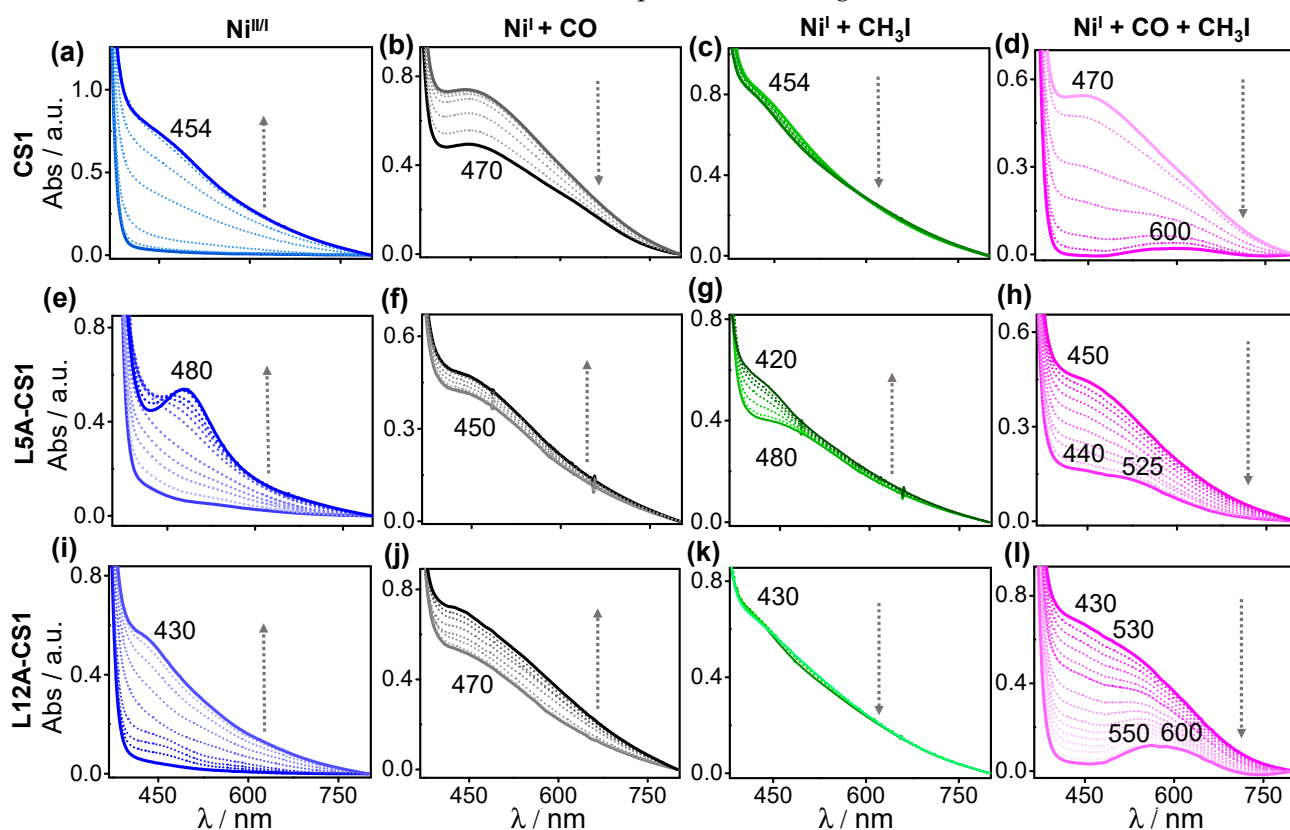 Ni^II/I
Ni^I + CO
Ni^I + CH₃I
Ni^I + CO + CH₃I
CS1
Abs / a.u.
(a)
1.0
0.5
0.0
454
(b)
0.8
0.4
0.0
470
(c)
0.8
0.4
0.0
454
(d)
0.6
0.3
0.0
470
600
L5A-CS1
Abs / a.u.
(e)
0.8
0.4
0.0
480
(f)
0.6
0.3
0.0
450
(g)
0.8
0.4
0.0
420
480
(h)
0.6
0.3
0.0
450
440
525
L12A-CS1
Abs / a.u.
(i)
0.8
0.4
0.0
430
450 600 750
λ / nm
(j)
0.8
0.4
0.0
470
450 600 750
λ / nm
(k)
0.8
0.4
0.0
430
450 600 750
λ / nm
(l)
0.8
0.4
0.0
430
530
550 600
450 600 750
λ / nm